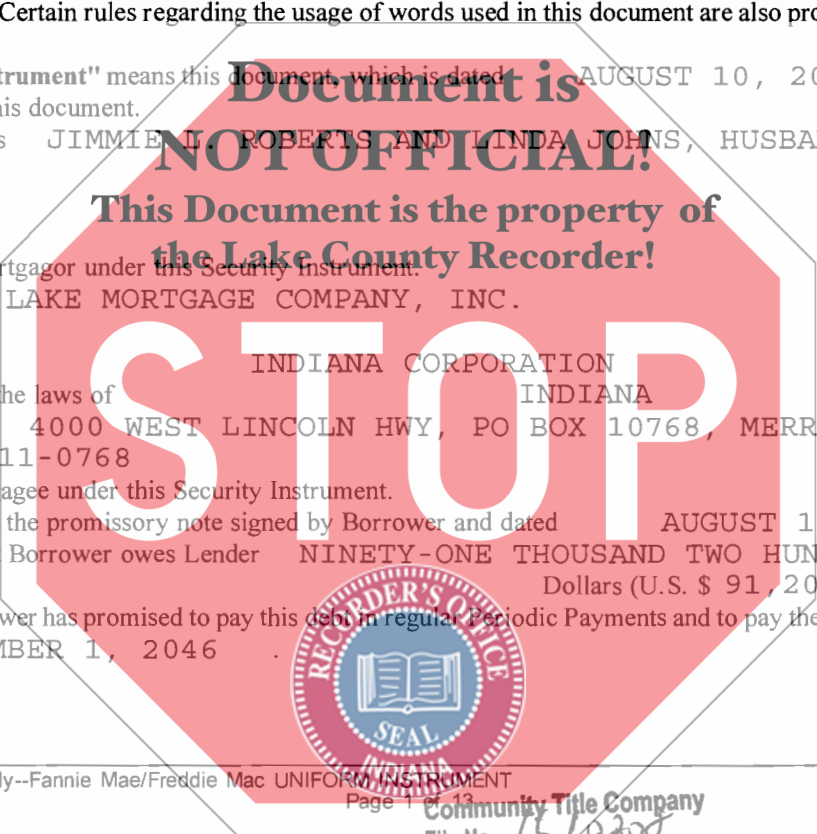 Certain rules regarding the usage of words used in this document are also pro
trument" means this document, which is dated AUGUST 10, 20
his document.
s JIMMIE L. ROBERTS AND LINDA JOHNS, HUSBA
Document is
NOT OFFICIAL!
This Document is the property of
the Lake County Recorder!
rtgagor under this Security Instrument.
LAKE MORTGAGE COMPANY, INC.
STOP
INDIANA CORPORATION
he laws of INDIANA
4000 WEST LINCOLN HWY, PO BOX 10768, MERR
11-0768
agee under this Security Instrument.
the promissory note signed by Borrower and dated AUGUST 1
Borrower owes Lender NINETY-ONE THOUSAND TWO HUN
Dollars (U.S. $ 91,20
wer has promised to pay this debt in regular Periodic Payments and to pay the
MBER 1, 2046 .
RECORDER'S OFFICE
SEAL
INDIANA
ly--Fannie Mae/Freddie Mac UNIFORM INSTRUMENT
Page 1 of 13
Community Title Company